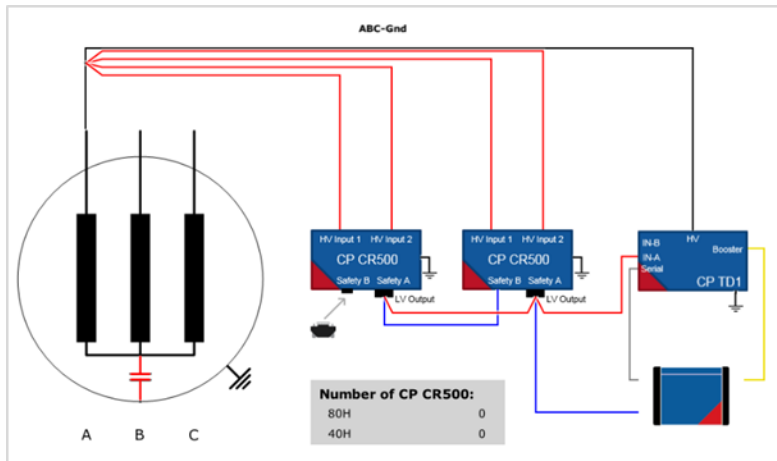 ABC-Gnd
HV Input 1 HV Input 2
CP CR500
Safety B Safety A
LV Output
HV Input 1 HV Input 2
CP CR500
Safety B Safety A
LV Output
HV
IN-B
Booster
IN-A
Serial
CP TD1
Number of CP CR500:
80H 0
40H 0
A B C